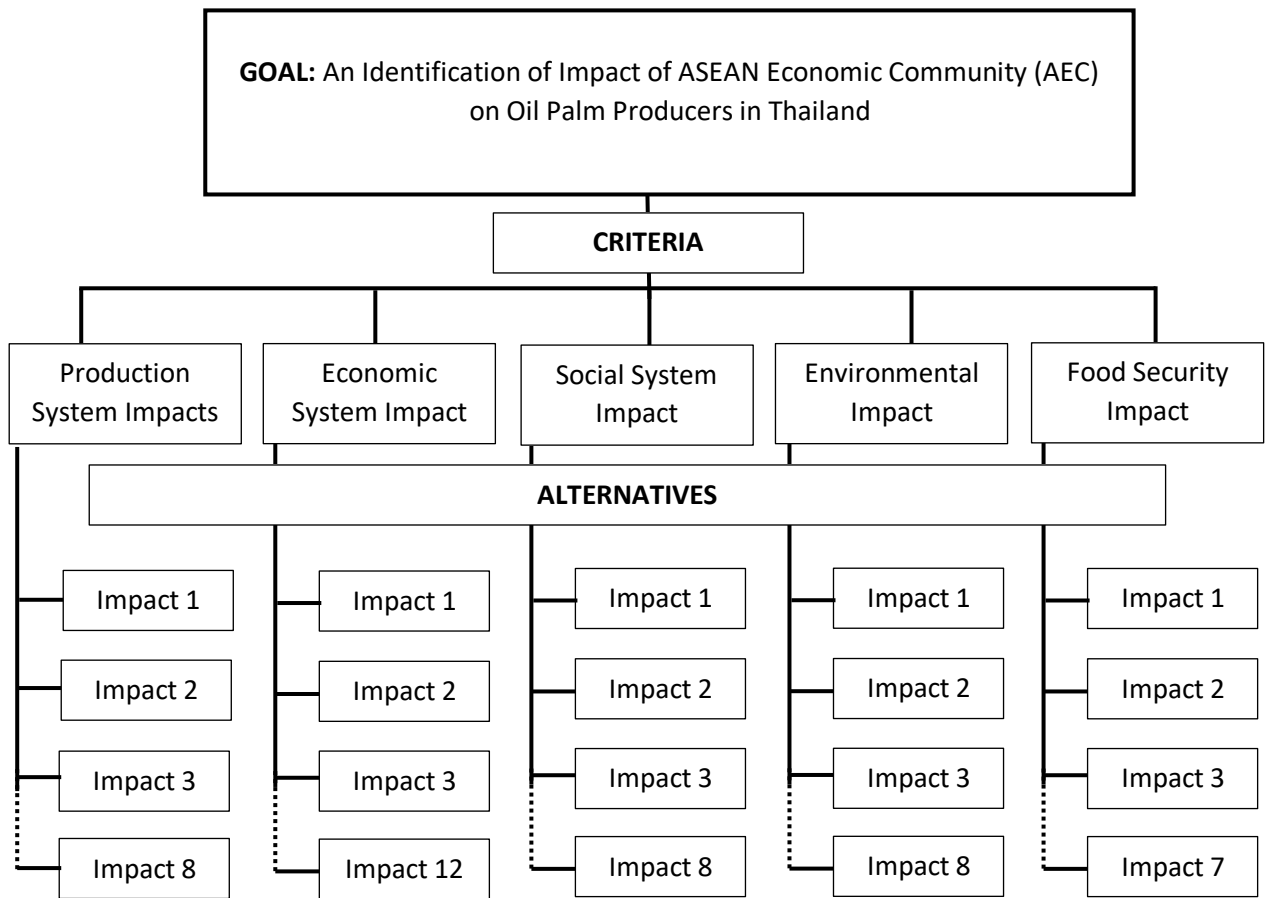 GOAL: An Identification of Impact of ASEAN Economic Community (AEC)
on Oil Palm Producers in Thailand
CRITERIA
Production
System Impacts
Economic
System Impact
Social System
Impact
Environmental
Impact
Food Security
Impact
ALTERNATIVES
Impact 1
Impact 2
Impact 3
Impact 8
Impact 1
Impact 2
Impact 3
Impact 12
Impact 1
Impact 2
Impact 3
Impact 8
Impact 1
Impact 2
Impact 3
Impact 8
Impact 1
Impact 2
Impact 3
Impact 7